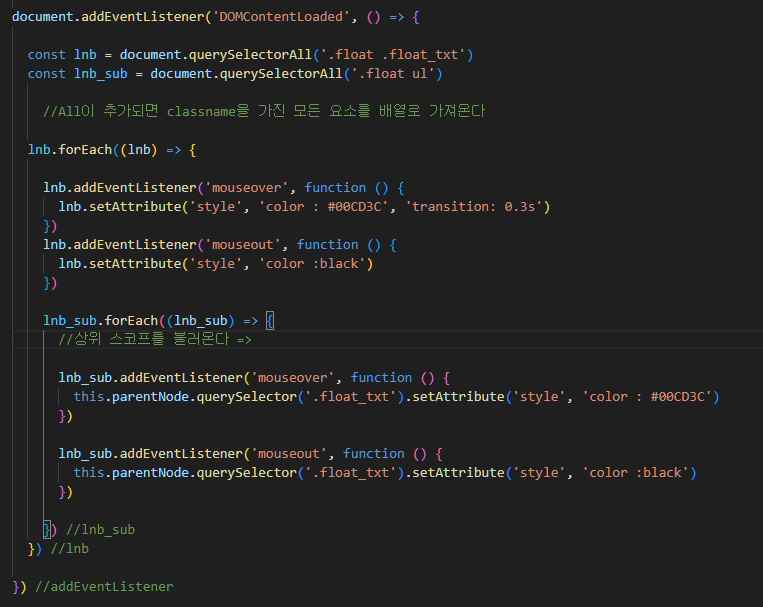 document.addEventListener('DOMContentLoaded', () => {
const lnb = document.querySelectorAll('.float .float_txt')
const lnb_sub = document.querySelectorAll('.float ul')
//All이 추가되면 classname을 가진 모든 요소를 배열로 가져온다
lnb.forEach((lnb) => {
lnb.addEventListener('mouseover', function () {
lnb.setAttribute('style', 'color : #00CD3C', 'transition: 0.3s')
})
lnb.addEventListener('mouseout', function () {
lnb.setAttribute('style', 'color :black')
})
lnb_sub.forEach((lnb_sub) => {
//상위 스코프를 불러온다 =>
lnb_sub.addEventListener('mouseover', function () {
this.parentNode.querySelector('.float_txt').setAttribute('style', 'color : #00CD3C')
})
lnb_sub.addEventListener('mouseout', function () {
this.parentNode.querySelector('.float_txt').setAttribute('style', 'color :black')
})
}) //lnb_sub
}) //lnb
}) //addEventListener